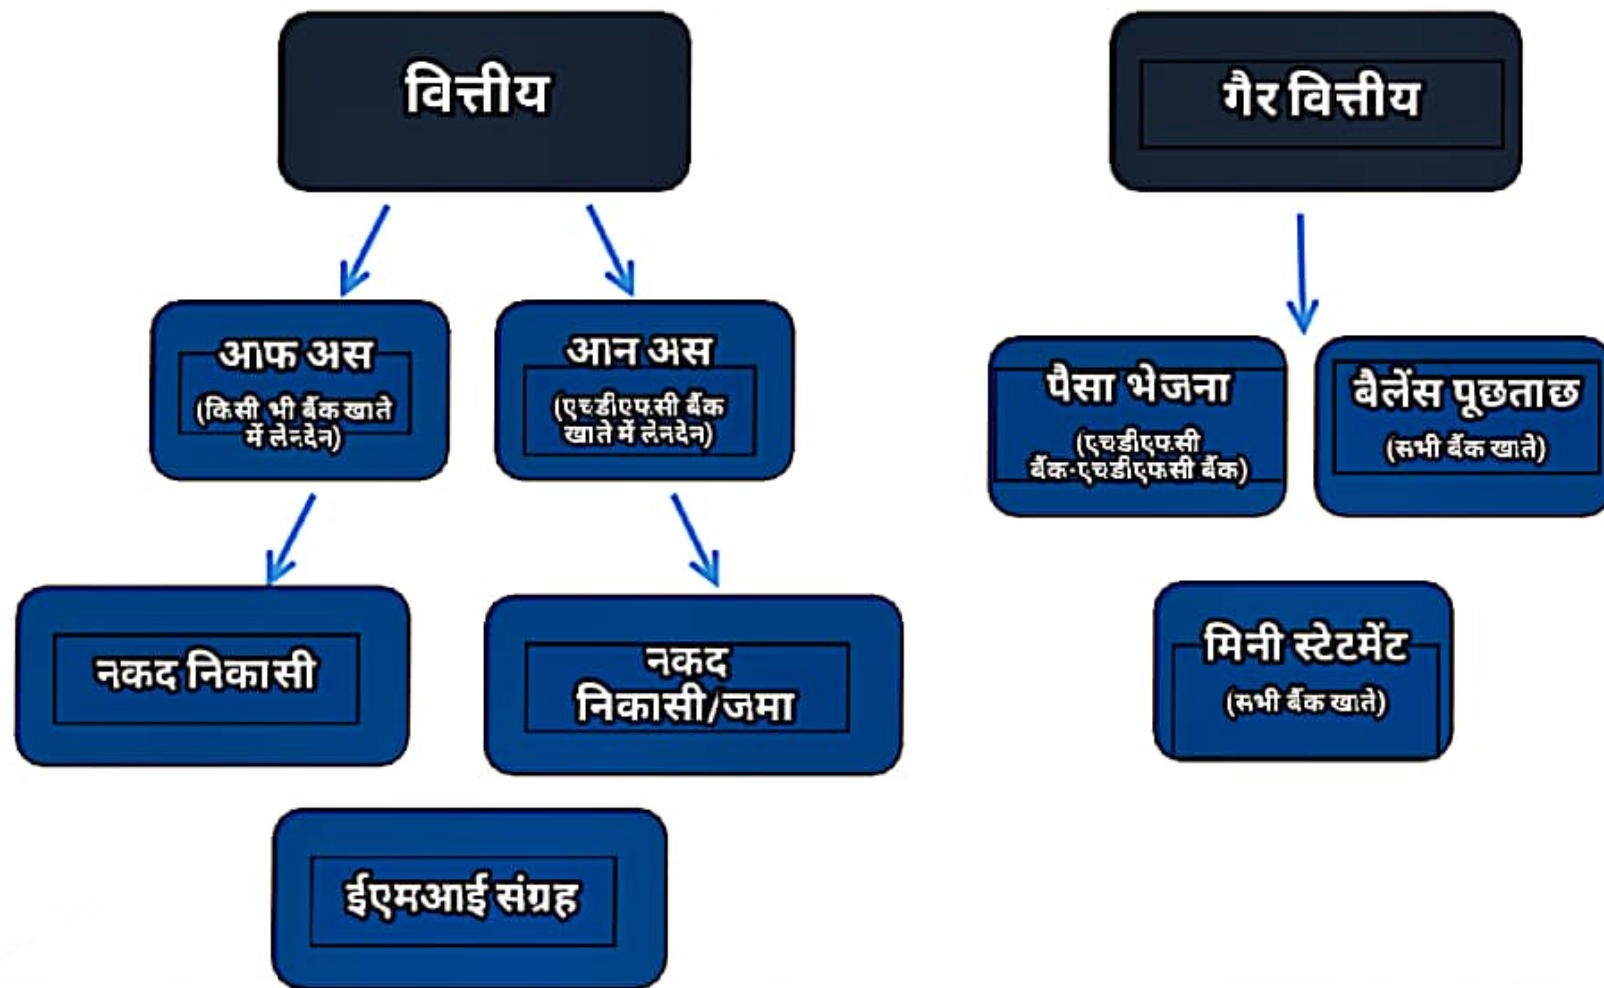 वित्तीय
गैर वित्तीय
आफ अस
(किसी भी बैंक खाते
में लेनदेन)
आन अस
(एचडीएफसी बैंक
खाते में लेनदेन)
पैसा भेजना
(एचडीएफसी
बैंक-एचडीएफसी बैंक)
बैलेंस पूछताछ
(सभी बैंक खाते)
नकद निकासी
नकद
निकासी/जमा
मिनी स्टेटमेंट
(सभी बैंक खाते)
ईएमआई संग्रह